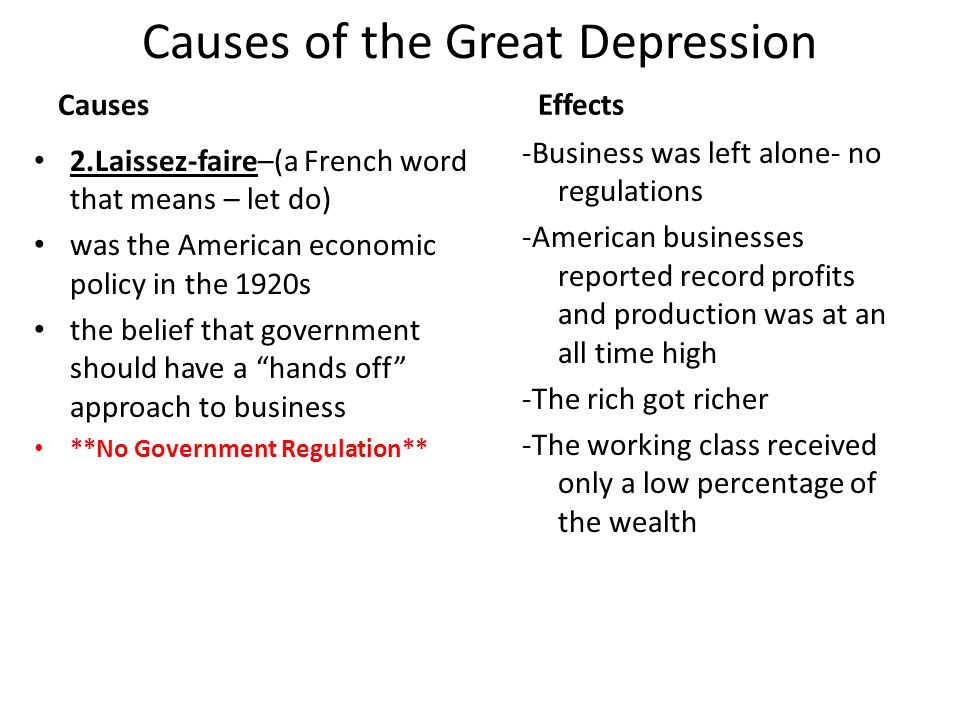 Causes of the Great Depression
Causes
• 2.Laissez-faire–(a French word
that means – let do)
• was the American economic
policy in the 1920s
• the belief that government
should have a “hands off”
approach to business
• **No Government Regulation**
Effects
-Business was left alone- no
regulations
-American businesses
reported record profits
and production was at an
all time high
-The rich got richer
-The working class received
only a low percentage of
the wealth